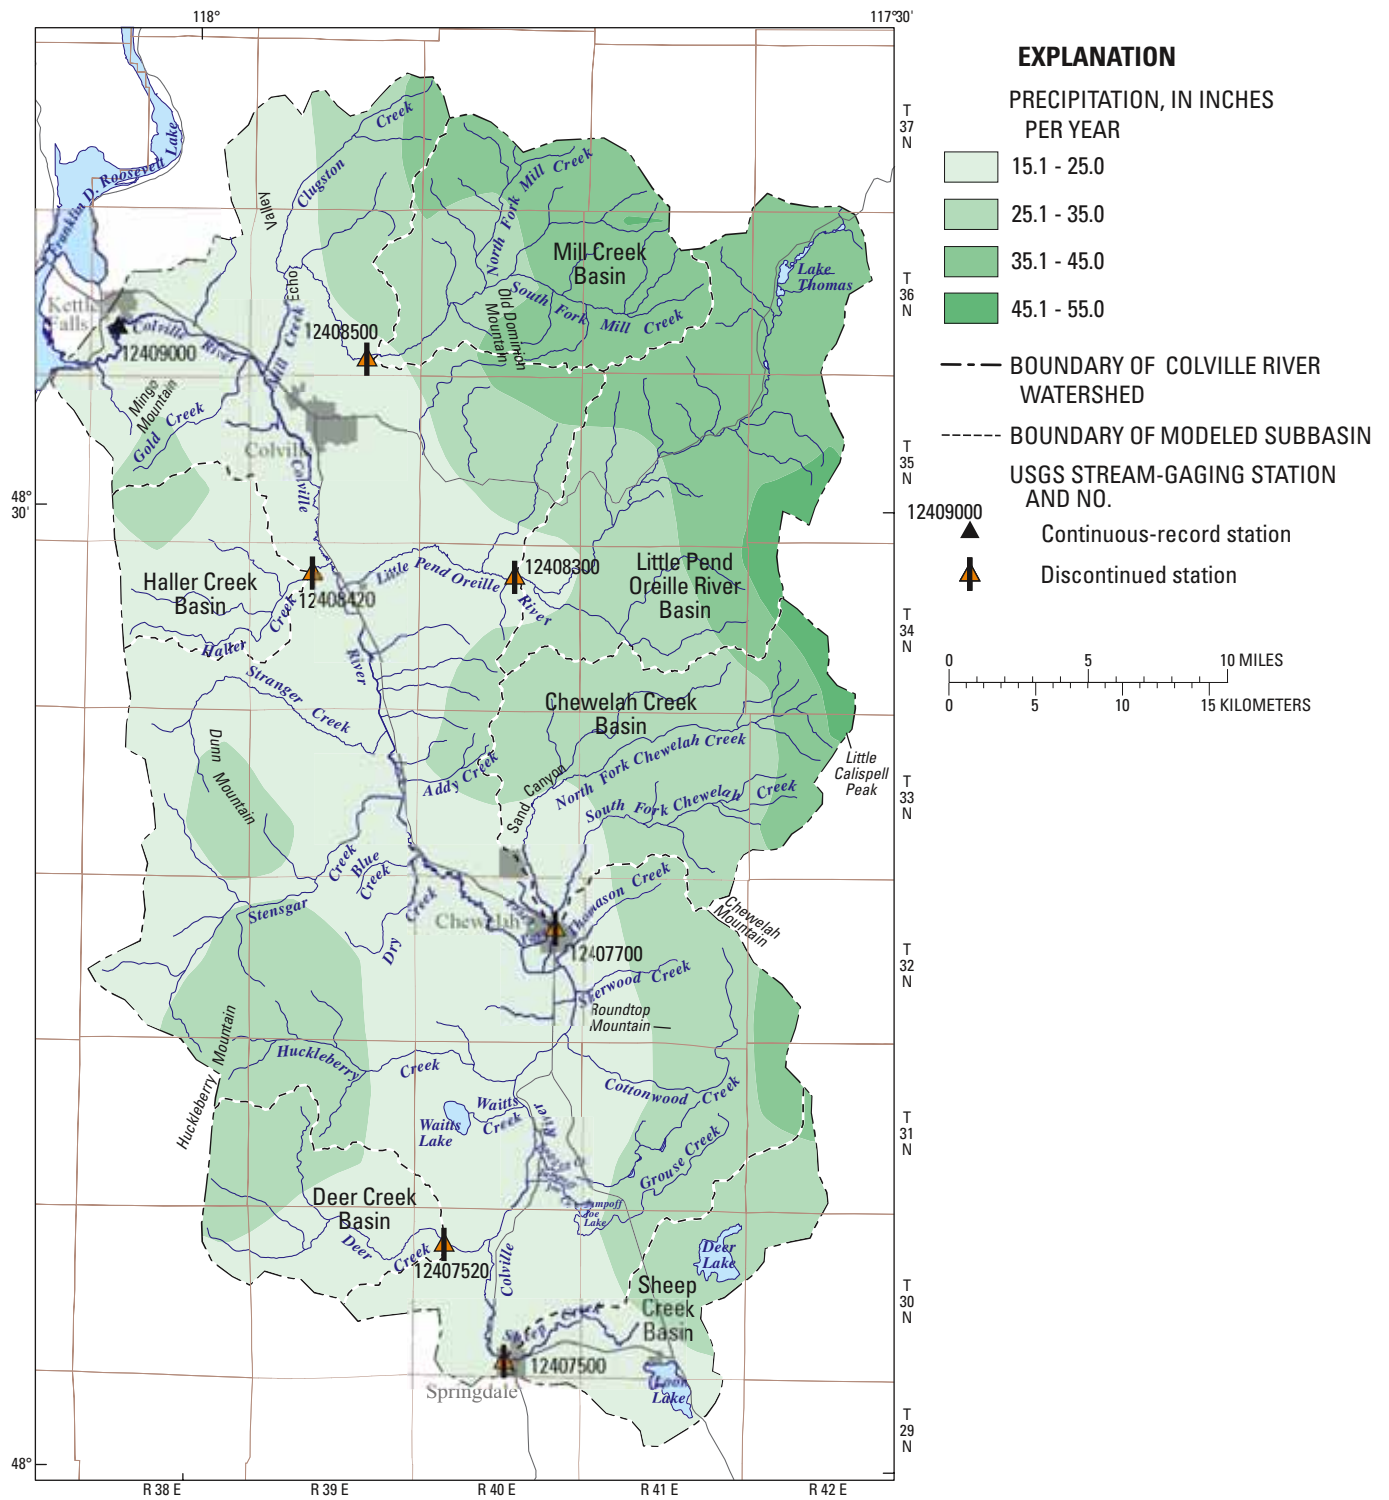 118°
117°30'
EXPLANATION
PRECIPITATION, IN INCHES
PER YEAR
15.1 - 25.0
25.1 - 35.0
35.1 - 45.0
45.1 - 55.0
BOUNDARY OF COLVILLE RIVER
WATERSHED
BOUNDARY OF MODELED SUBBASIN
USGS STREAM-GAGING STATION
AND NO.
12409000
Continuous-record station
Discontinued station
0 5 10 MILES
0 5 10 15 KILOMETERS
T
37
N
T
36
N
T
35
N
T
34
N
T
33
N
T
32
N
T
31
N
T
30
N
T
29
N
48°
30'
48°
R 38 E
R 39 E
R 40 E
R 41 E
R 42 E
Franklin D. Roosevelt Lake
Clugston Creek
Echo Valley
North Fork Mill Creek
Mill Creek
Basin
South Fork Mill Creek
Old Dominion
Mountain
Lake
Thomas
Kettle
Falls
12409000
Colville River
Mill Creek
12408500
Mingo
Mountain
Gold Creek
Colville
Colville
Haller Creek
Basin
12408420
Haller Creek
Little Pend Oreille River
12408300
Little Pend
Oreille River
Basin
River
Stranger Creek
Chewelah Creek
Basin
North Fork Chewelah Creek
South Fork Chewelah Creek
Little
Calispell
Peak
Addy Creek
Sand Canyon
Dunn Mountain
Stensgar Creek
Blue
Creek
Dry Creek
Chewelah
Thomason Creek
Chewelah
Mountain
12407700
Sherwood Creek
Roundtop
Mountain
Huckleberry Mountain
Huckleberry Creek
Cottonwood Creek
Waitts
Lake
Waitts
Creek
River
Grouse Creek
Jumpoff
Joe
Lake
Deer Creek
Basin
Deer Creek
12407520
Colville
Deer
Lake
Sheep
Creek
Basin
Sheep Creek
12407500
Springdale
Loon
Lake